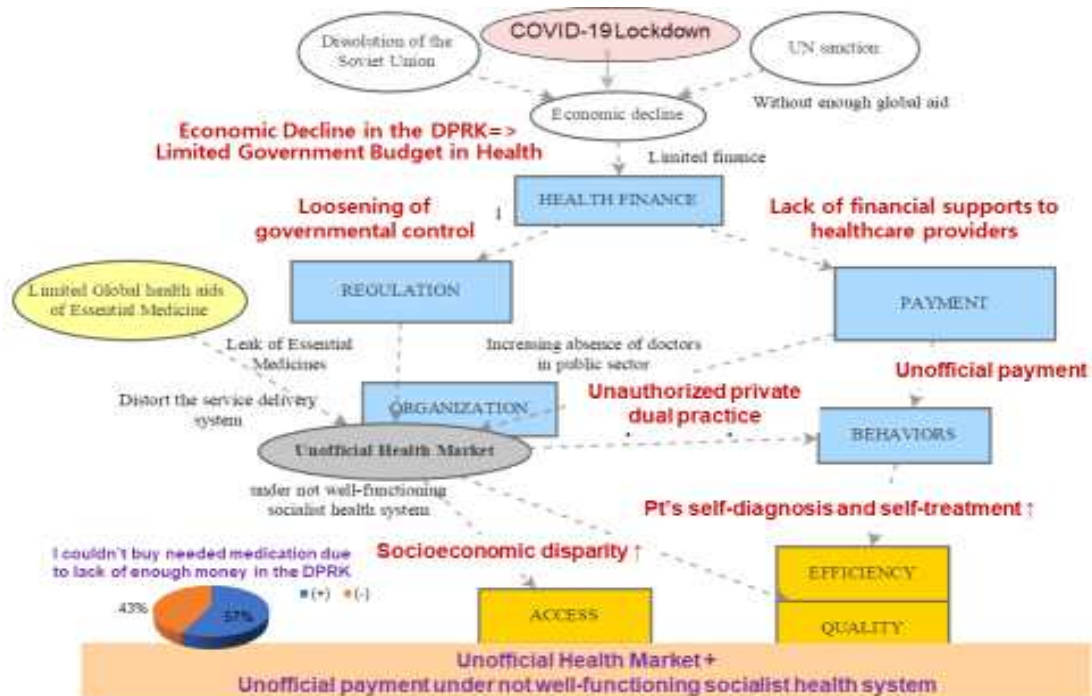 Dissolution of the
Soviet Union
COVID-19 Lockdown
UN sanction
Economic decline
Without enough global aid
Economic Decline in the DPRK=>
Limited Government Budget in Health
Limited finance
HEALTH FINANCE
Loosening of
governmental control
Lack of financial supports to
healthcare providers
Limited Global health aids
of Essential Medicine
REGULATION
PAYMENT
Leak of Essential
Medicines
Increasing absence of doctors
in public sector
Unofficial payment
Distort the service delivery
system
ORGANIZATION
Unauthorized private
dual practice
BEHAVIORS
Unofficial Health Market
under not well-functioning
socialist health system
Pt's self-diagnosis and self-treatment ↑
Socioeconomic disparity ↑
I couldn't buy needed medication due
to lack of enough money in the DPRK
(+) (-)
43%
57%
EFFICIENCY
ACCESS
QUALITY
Unofficial Health Market +
Unofficial payment under not well-functioning socialist health system